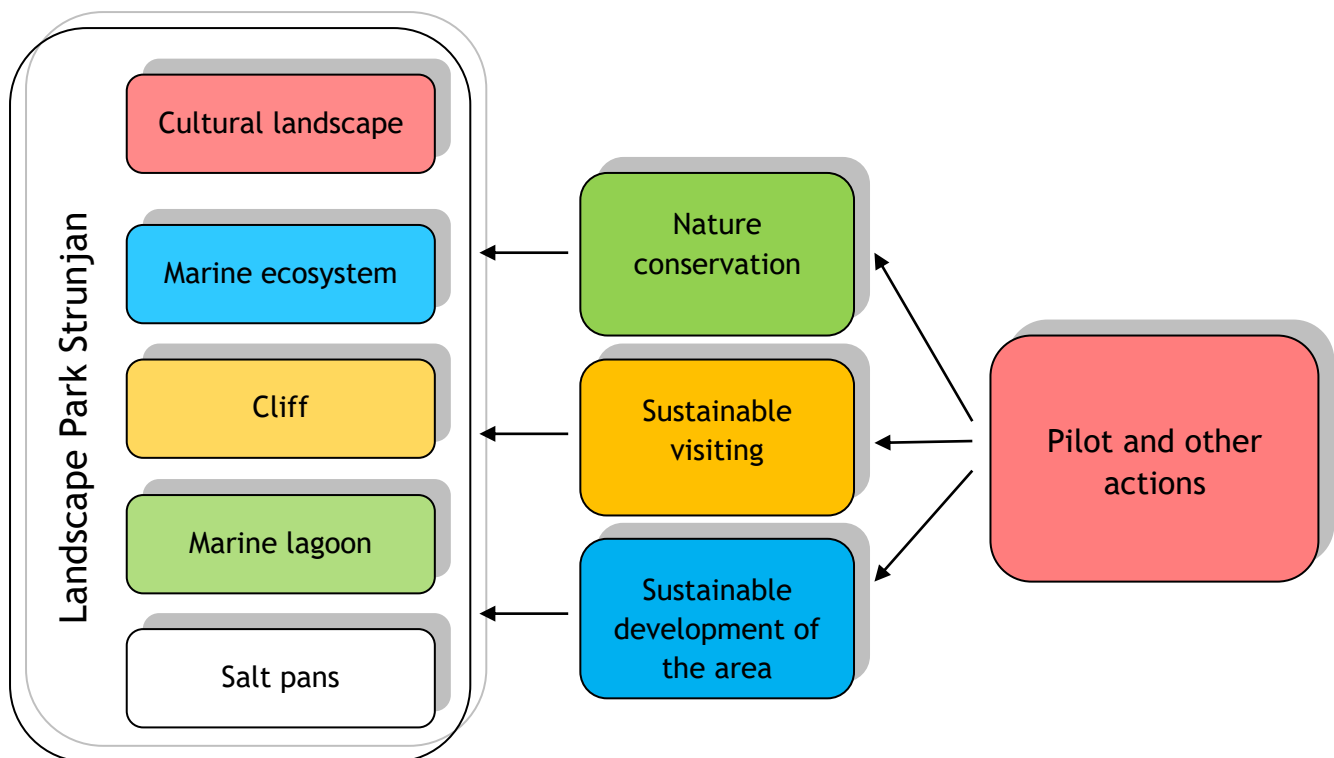 Landscape Park Strunjan
Cultural landscape
Marine ecosystem
Cliff
Marine lagoon
Salt pans
Nature
conservation
Sustainable
visiting
Sustainable
development of
the area
Pilot and other
actions